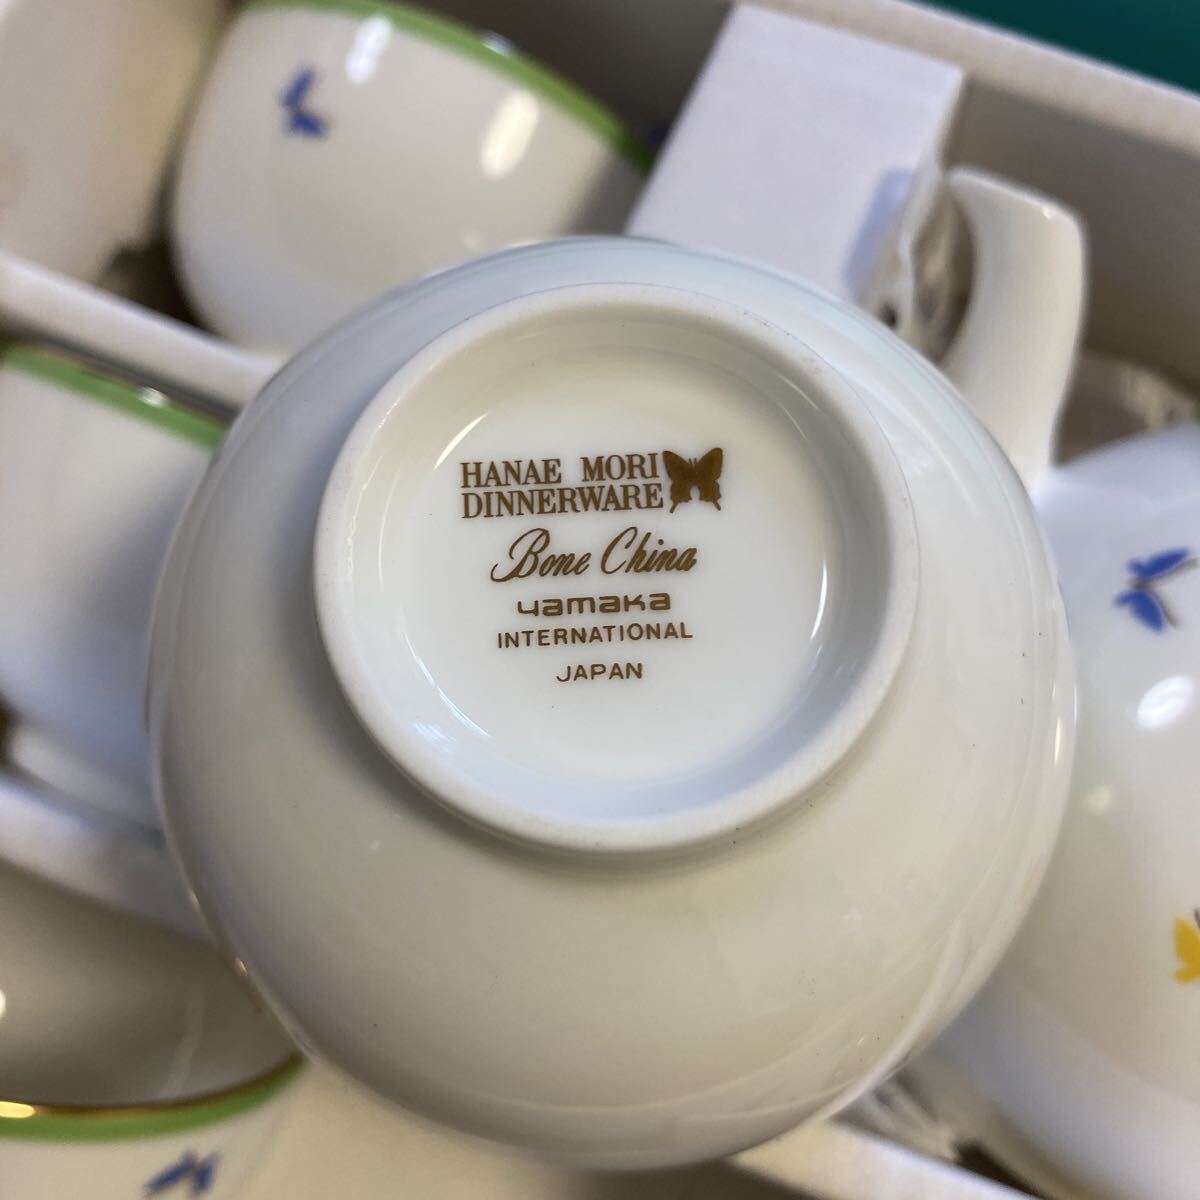 HANAE MORI
DINNERWARE
Bone China
yamaka
INTERNATIONAL
JAPAN